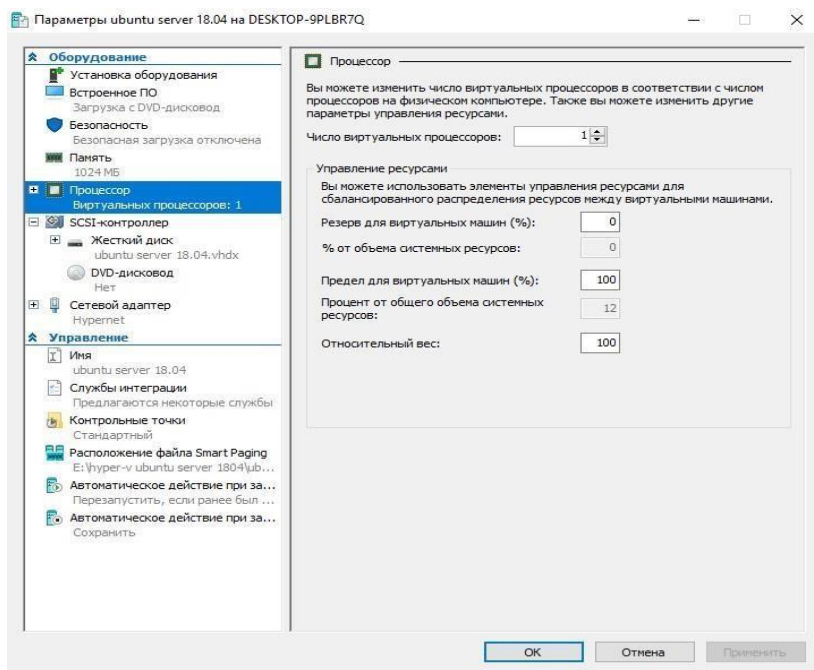 Параметры ubuntu server 18.04 на DESKTOP-9PLBR7Q
Оборудование
Установка оборудования
Встроенное ПО
Загрузка с DVD-дисковод
Безопасность
Безопасная загрузка отключена
Память
1024 МБ
Процессор
Виртуальных процессоров: 1
SCSI-контроллер
Жесткий диск
ubuntu server 18.04.vhdx
DVD-дисковод
Нет
Сетевой адаптер
Hypernet
Управление
Имя
ubuntu server 18.04
Службы интеграции
Предлагаются некоторые службы
Контрольные точки
Стандартный
Расположение файла Smart Paging
E:\hyper-v ubuntu server 1804\ub...
Автоматическое действие при за...
Перезапустить, если ранее был ...
Автоматическое действие при за...
Сохранить
Процессор
Вы можете изменить число виртуальных процессоров в соответствии с числом
процессоров на физическом компьютере. Также вы можете изменить другие
параметры управления ресурсами.
Число виртуальных процессоров: 1
Управление ресурсами
Вы можете использовать элементы управления ресурсами для
сбалансированного распределения ресурсов между виртуальными машинами.
Резерв для виртуальных машин (%): 0
% от объема системных ресурсов: 0
Предел для виртуальных машин (%): 100
Процент от общего объема системных
ресурсов: 12
Относительный вес: 100
ОК
Отмена
Применить